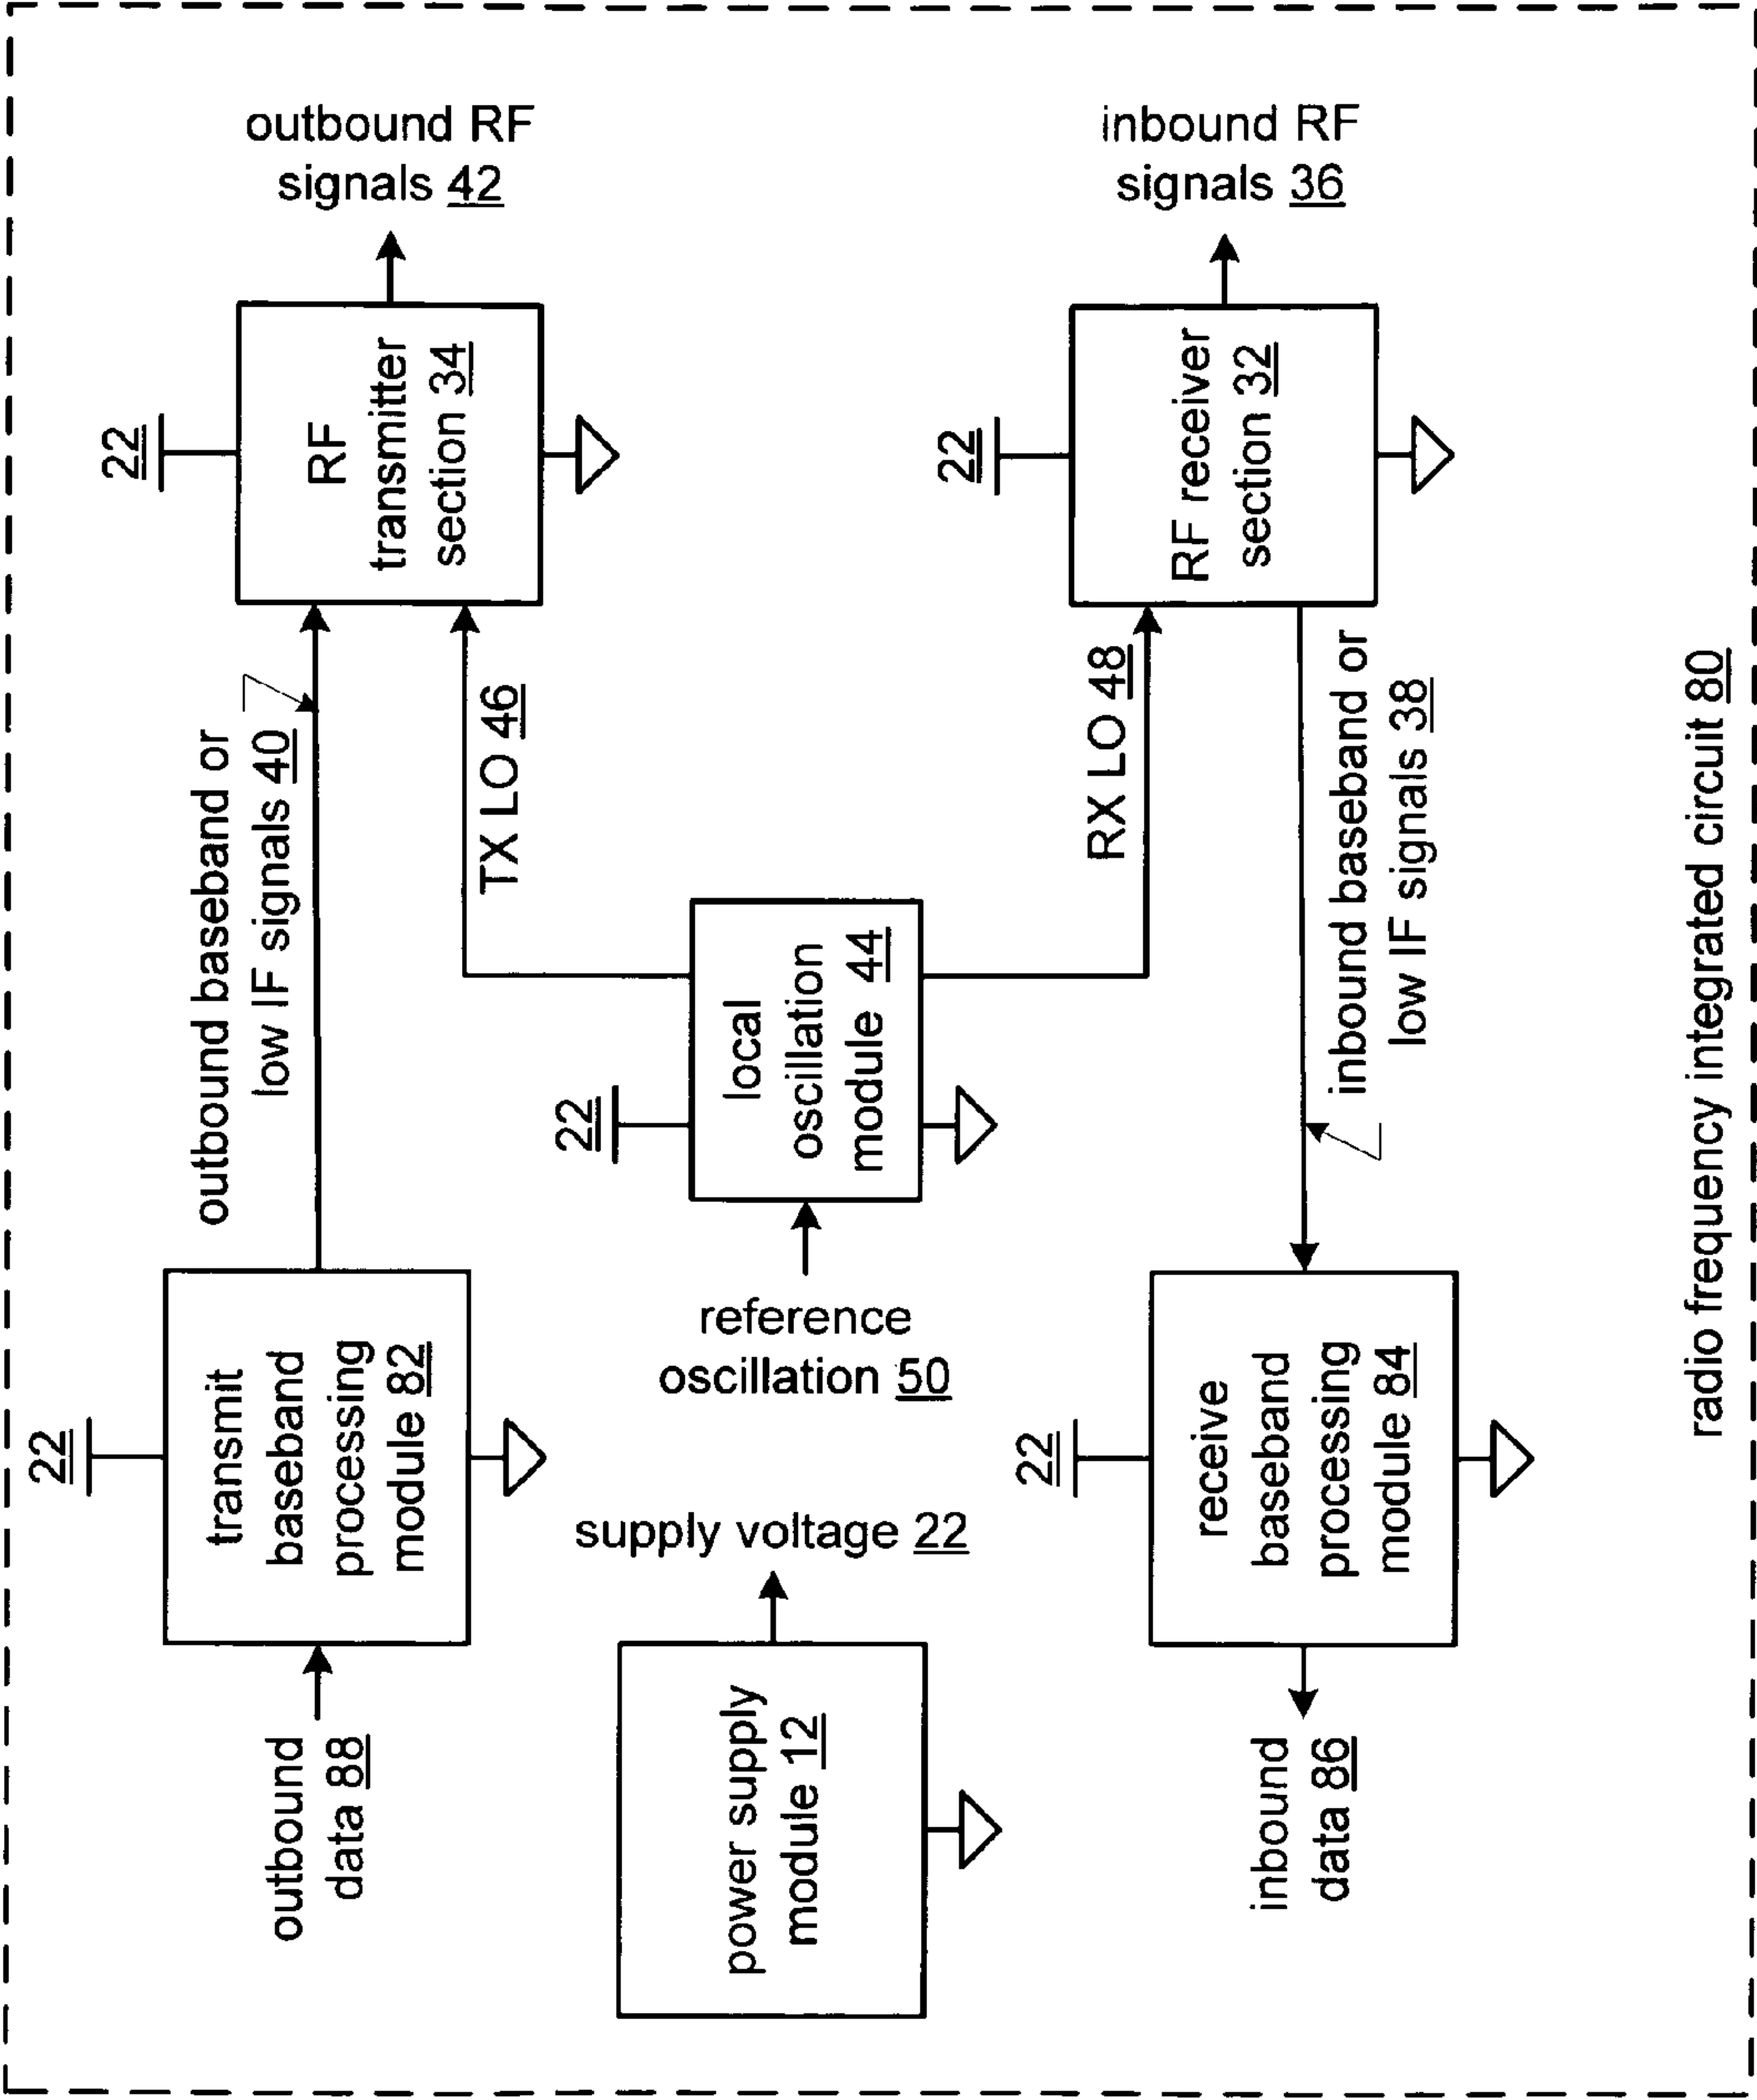 22
outbound
data 88
transmit
baseband
processing
module 82
outbound baseband or
low IF signals 40
22
RF
transmitter
section 34
outbound RF
signals 42
TX LO 46
power supply
module 12
supply voltage 22
reference
oscillation 50
22
local
oscillation
module 44
RX LO 48
22
RF receiver
section 32
inbound RF
signals 36
inbound
data 86
22
receive
baseband
processing
module 84
inbound baseband or
low IF signals 38
radio frequency integrated circuit 80